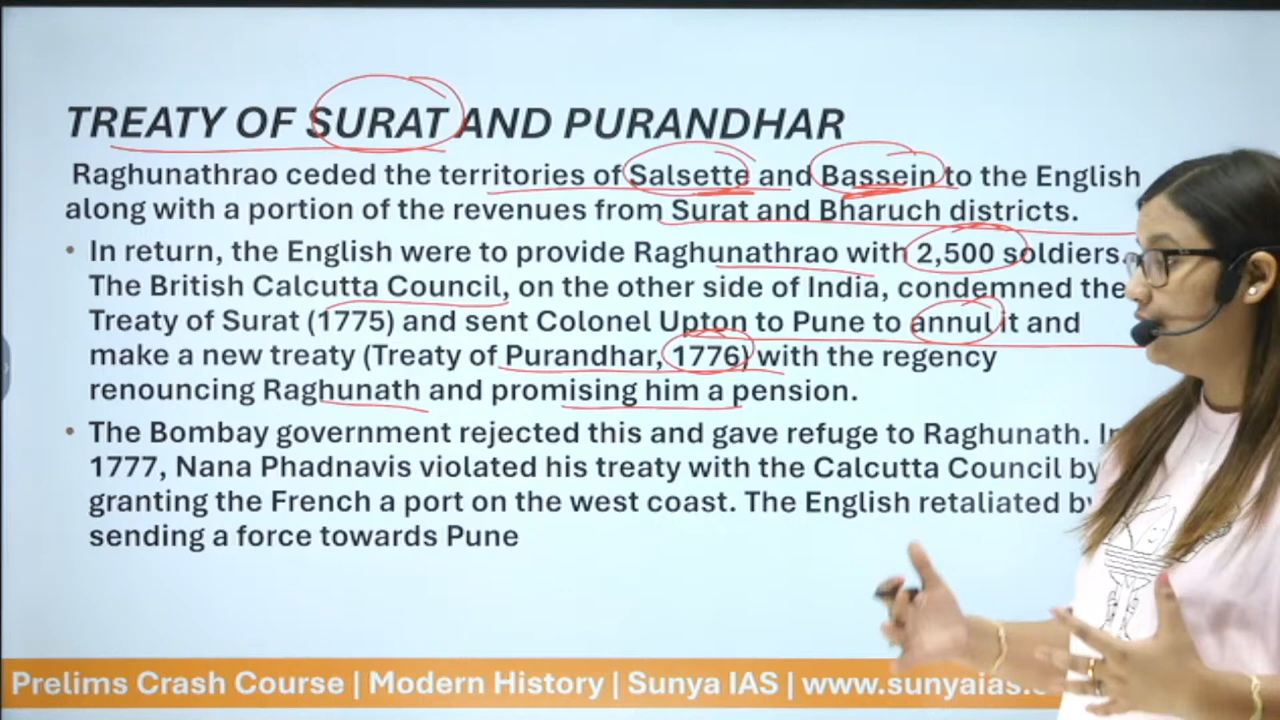 TREATY OF SURAT AND PURANDHAR
Raghunathrao ceded the territories of Salsette and Bassein to the English
along with a portion of the revenues from Surat and Bharuch districts.
• In return, the English were to provide Raghunathrao with 2,500 soldiers.
The British Calcutta Council, on the other side of India, condemned the
Treaty of Surat (1775) and sent Colonel Upton to Pune to annul it and
make a new treaty (Treaty of Purandhar, 1776) with the regency
renouncing Raghunath and promising him a pension.
• The Bombay government rejected this and gave refuge to Raghunath. In
1777, Nana Phadnavis violated his treaty with the Calcutta Council by
granting the French a port on the west coast. The English retaliated by
sending a force towards Pune
Prelims Crash Course | Modern History | Sunya IAS | www.sunyaias.